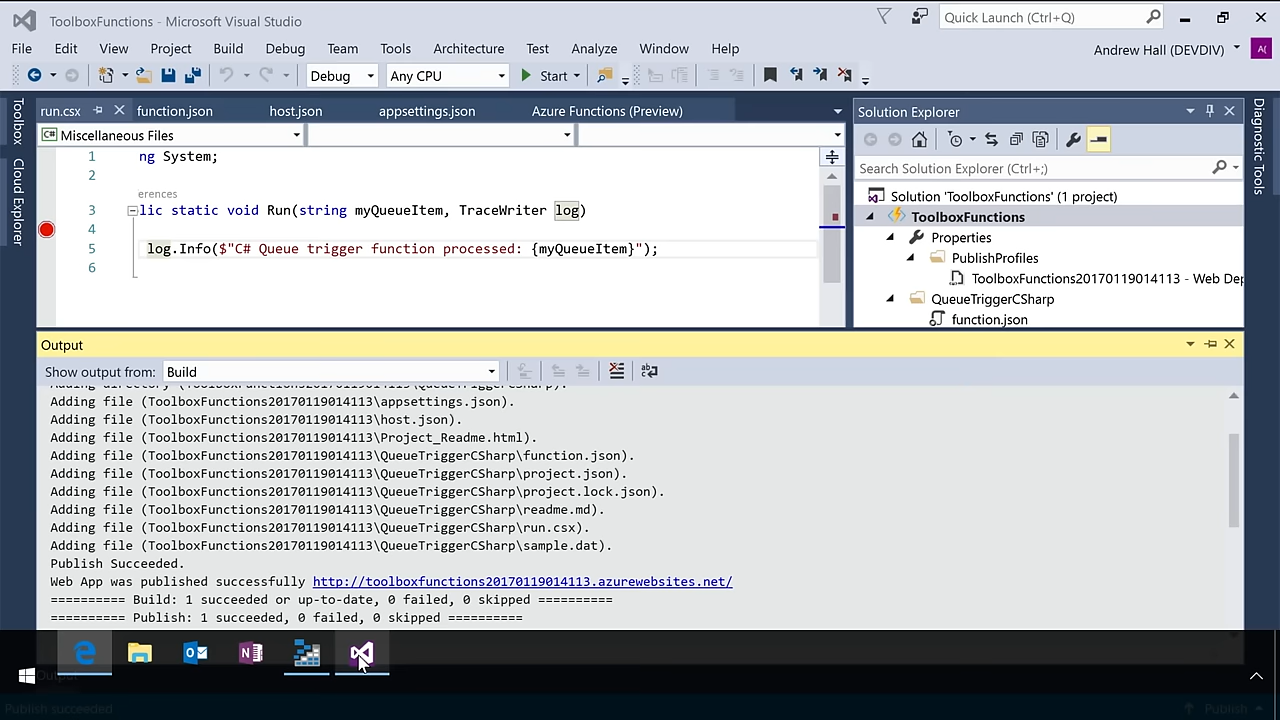 ToolboxFunctions - Microsoft Visual Studio
Quick Launch (Ctrl+Q)
File Edit View Project Build Debug Team Tools Architecture Test Analyze Window Help
Andrew Hall (DEVDIV)
A(
Debug Any CPU Start
Toolbox
Cloud Explorer
run.csx function.json host.json appsettings.json Azure Functions (Preview)
C# Miscellaneous Files
1 ng System;
2
erences
3 lic static void Run(string myQueueItem, TraceWriter log)
4
5 log.Info($"C# Queue trigger function processed: {myQueueItem}");
6
Solution Explorer
Search Solution Explorer (Ctrl+;)
Solution 'ToolboxFunctions' (1 project)
ToolboxFunctions
Properties
PublishProfiles
ToolboxFunctions20170119014113 - Web Dep
QueueTriggerCSharp
function.json
Diagnostic Tools
Output
Show output from: Build
Adding directory (ToolboxFunctions20170119014113\QueueTriggerCSharp).
Adding file (ToolboxFunctions20170119014113\appsettings.json).
Adding file (ToolboxFunctions20170119014113\host.json).
Adding file (ToolboxFunctions20170119014113\Project_Readme.html).
Adding file (ToolboxFunctions20170119014113\QueueTriggerCSharp\function.json).
Adding file (ToolboxFunctions20170119014113\QueueTriggerCSharp\project.json).
Adding file (ToolboxFunctions20170119014113\QueueTriggerCSharp\project.lock.json).
Adding file (ToolboxFunctions20170119014113\QueueTriggerCSharp\readme.md).
Adding file (ToolboxFunctions20170119014113\QueueTriggerCSharp\run.csx).
Adding file (ToolboxFunctions20170119014113\QueueTriggerCSharp\sample.dat).
Publish Succeeded.
Web App was published successfully http://toolboxfunctions20170119014113.azurewebsites.net/
========== Build: 1 succeeded or up-to-date, 0 failed, 0 skipped ==========
========== Publish: 1 succeeded, 0 failed, 0 skipped ==========
Output
Publish succeeded
Publish